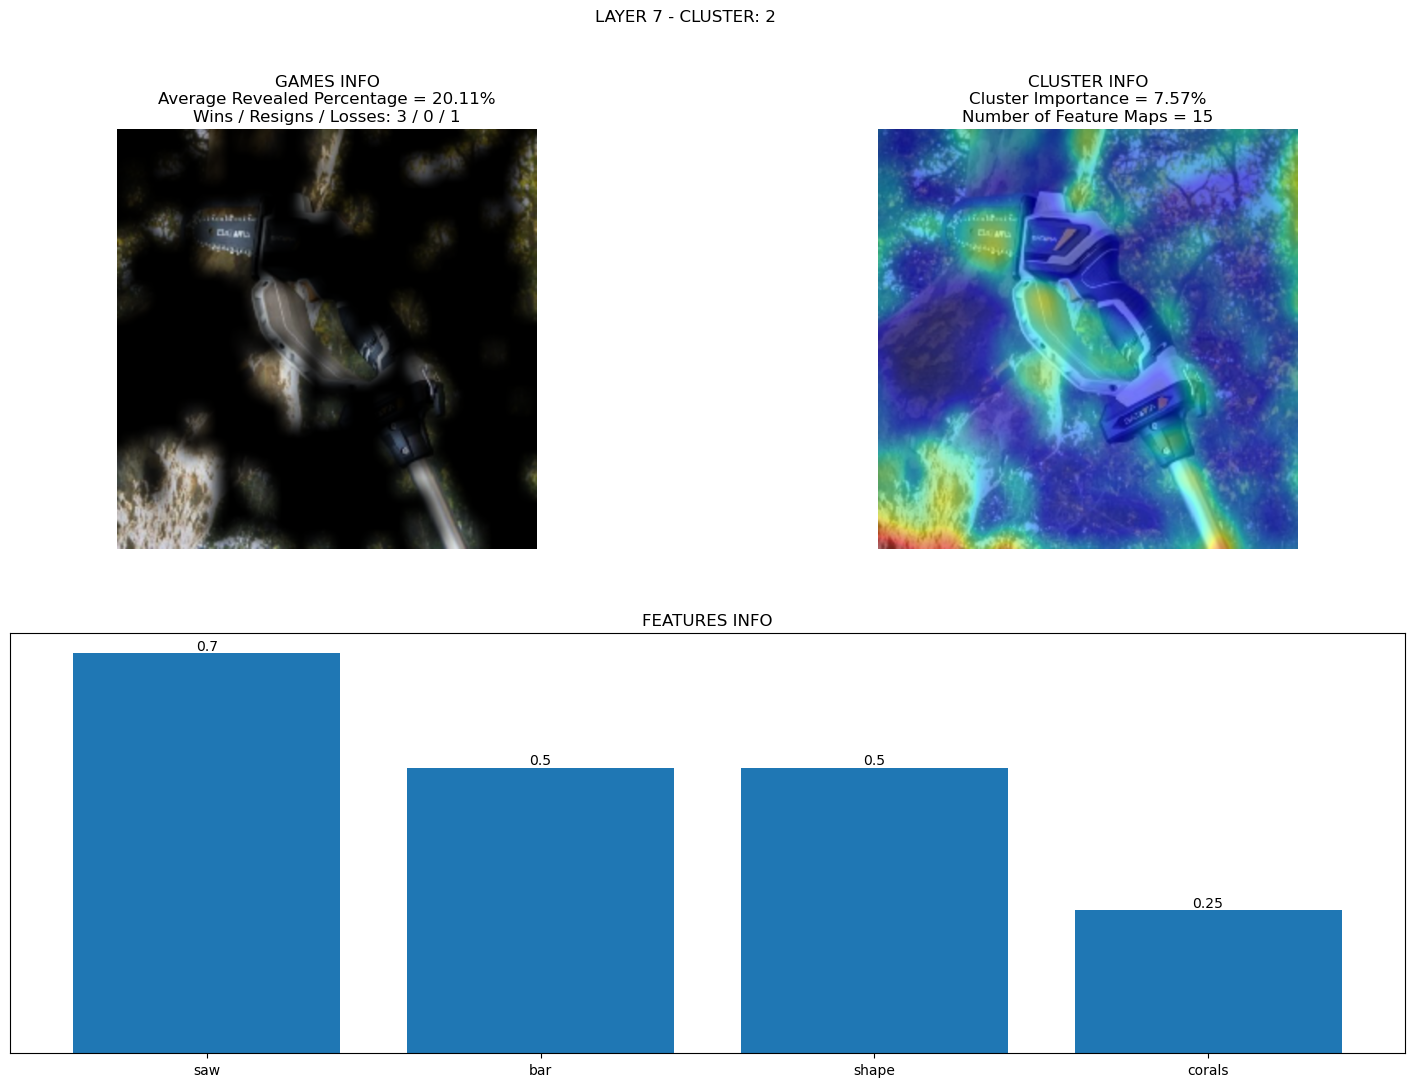 LAYER 7 - CLUSTER: 2
GAMES INFO
Average Revealed Percentage = 20.11%
Wins / Resigns / Losses: 3 / 0 / 1
CLUSTER INFO
Cluster Importance = 7.57%
Number of Feature Maps = 15
FEATURES INFO
0.7
0.5
0.5
0.25
saw
bar
shape
corals